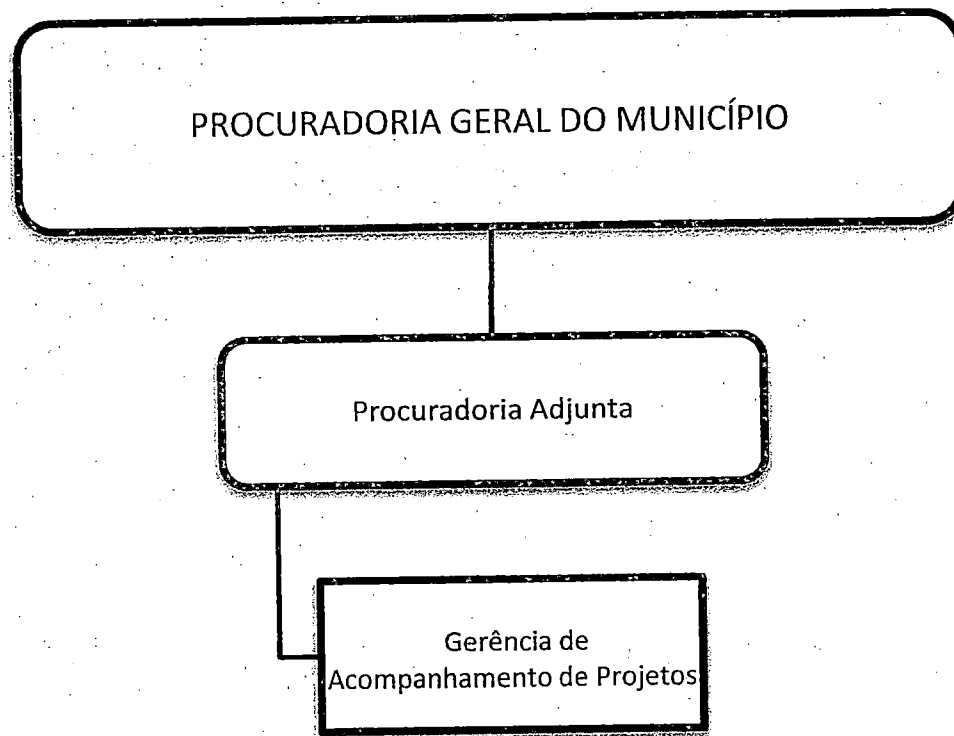 PROCURADORIA GERAL DO MUNICÍPIO
Procuradoria Adjunta
Gerência de
Acompanhamento de Projetos